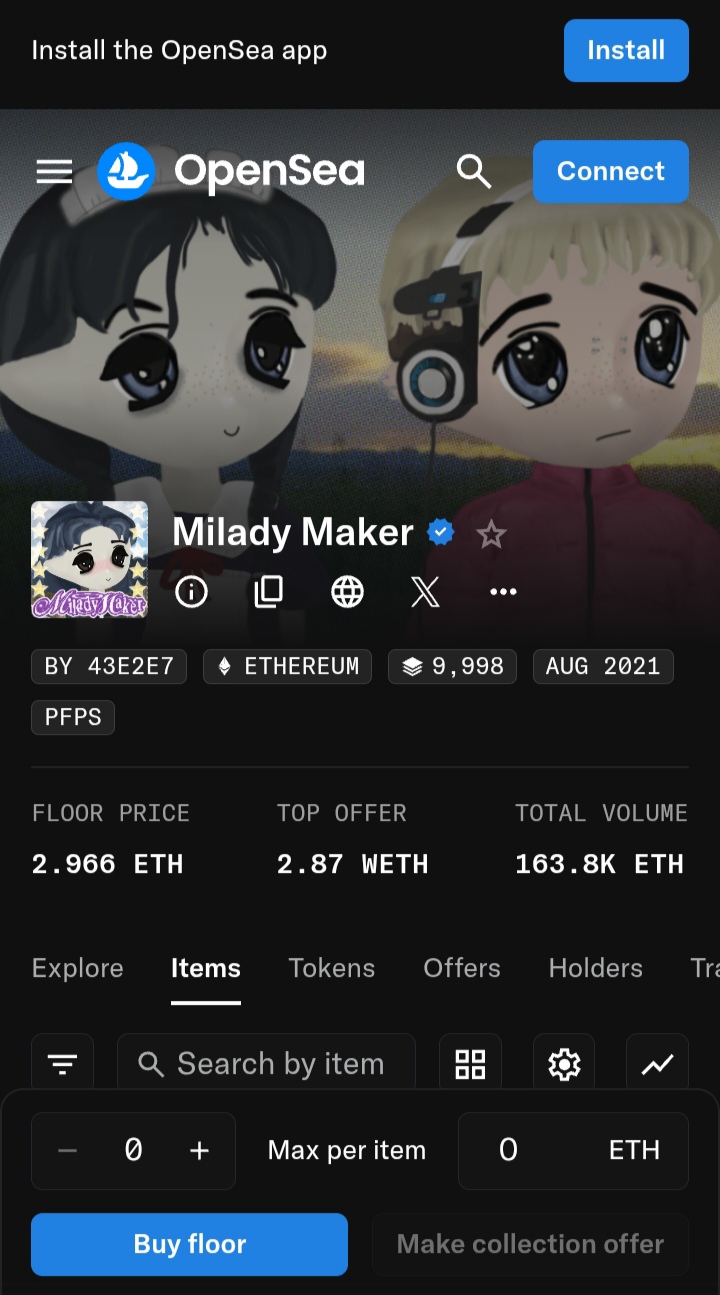 Install the OpenSea app
Install
OpenSea
Connect
Milady Maker
Milady Maker
BY 43E2E7
ETHEREUM
9,998
AUG 2021
PFPS
FLOOR PRICE
TOP OFFER
TOTAL VOLUME
2.966 ETH
2.87 WETH
163.8K ETH
Explore
Items
Tokens
Offers
Holders
Tra
Search by item
0
Max per item
0
ETH
Buy floor
Make collection offer